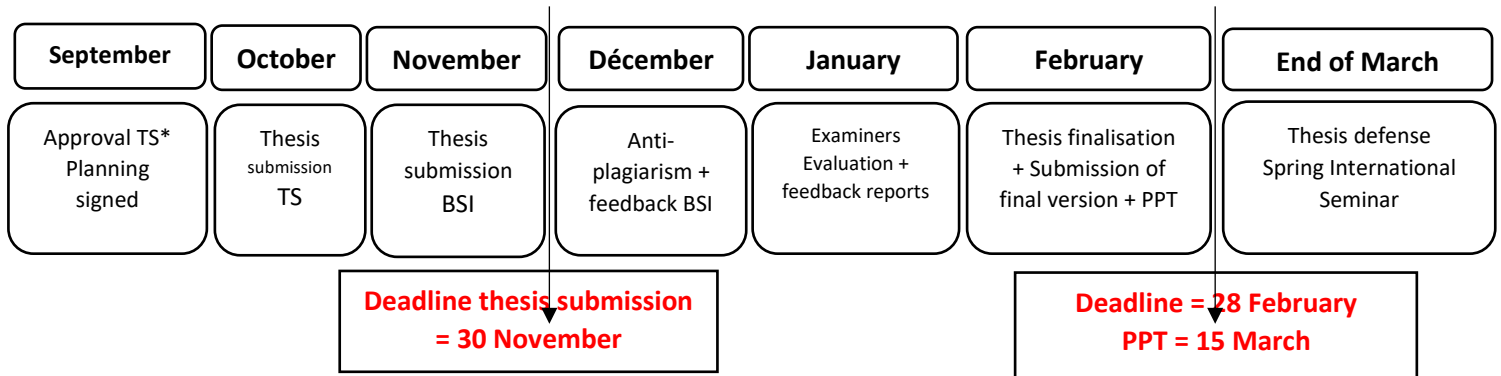 September
October
November
Décember
January
February
End of March
Approval TS*
Planning
signed
Thesis
submission
TS
Thesis
submission
BSI
Anti-
plagiarism +
feedback BSI
Examiners
Evaluation +
feedback reports
Thesis finalisation
+ Submission of
final version + PPT
Thesis defense
Spring International
Seminar
Deadline thesis submission
= 30 November
Deadline = 28 February
PPT = 15 March